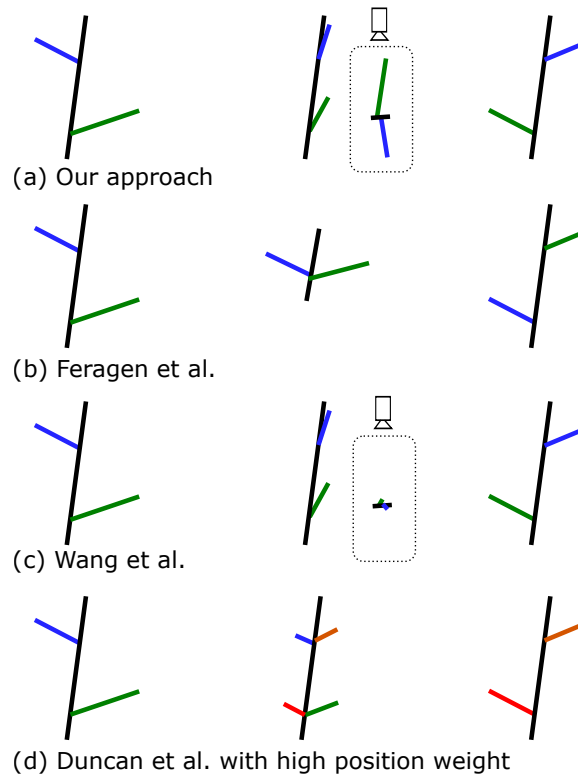 (a) Our approach
(b) Feragen et al.
(c) Wang et al.
(d) Duncan et al. with high position weight